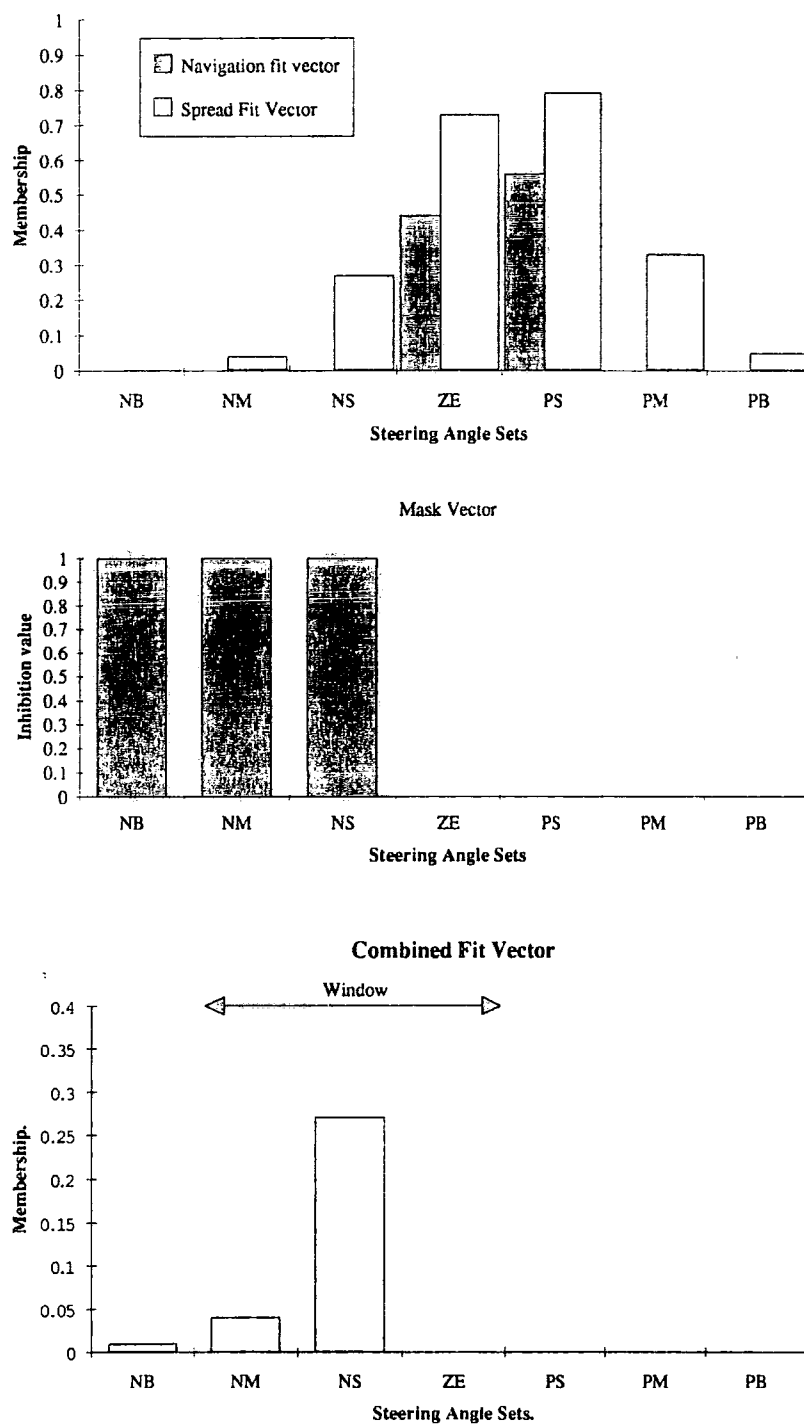 1
0.9
0.8
0.7
0.6
0.5
0.4
0.3
0.2
0.1
0
Membership
Navigation fit vector
Spread Fit Vector
NB NM NS ZE PS PM PB
Steering Angle Sets
Mask Vector
1
0.9
0.8
0.7
0.6
0.5
0.4
0.3
0.2
0.1
0
Inhibition value
NB NM NS ZE PS PM PB
Steering Angle Sets
Combined Fit Vector
Window
0.4
0.35
0.3
0.25
0.2
0.15
0.1
0.05
0
Membership.
NB NM NS ZE PS PM PB
Steering Angle Sets.